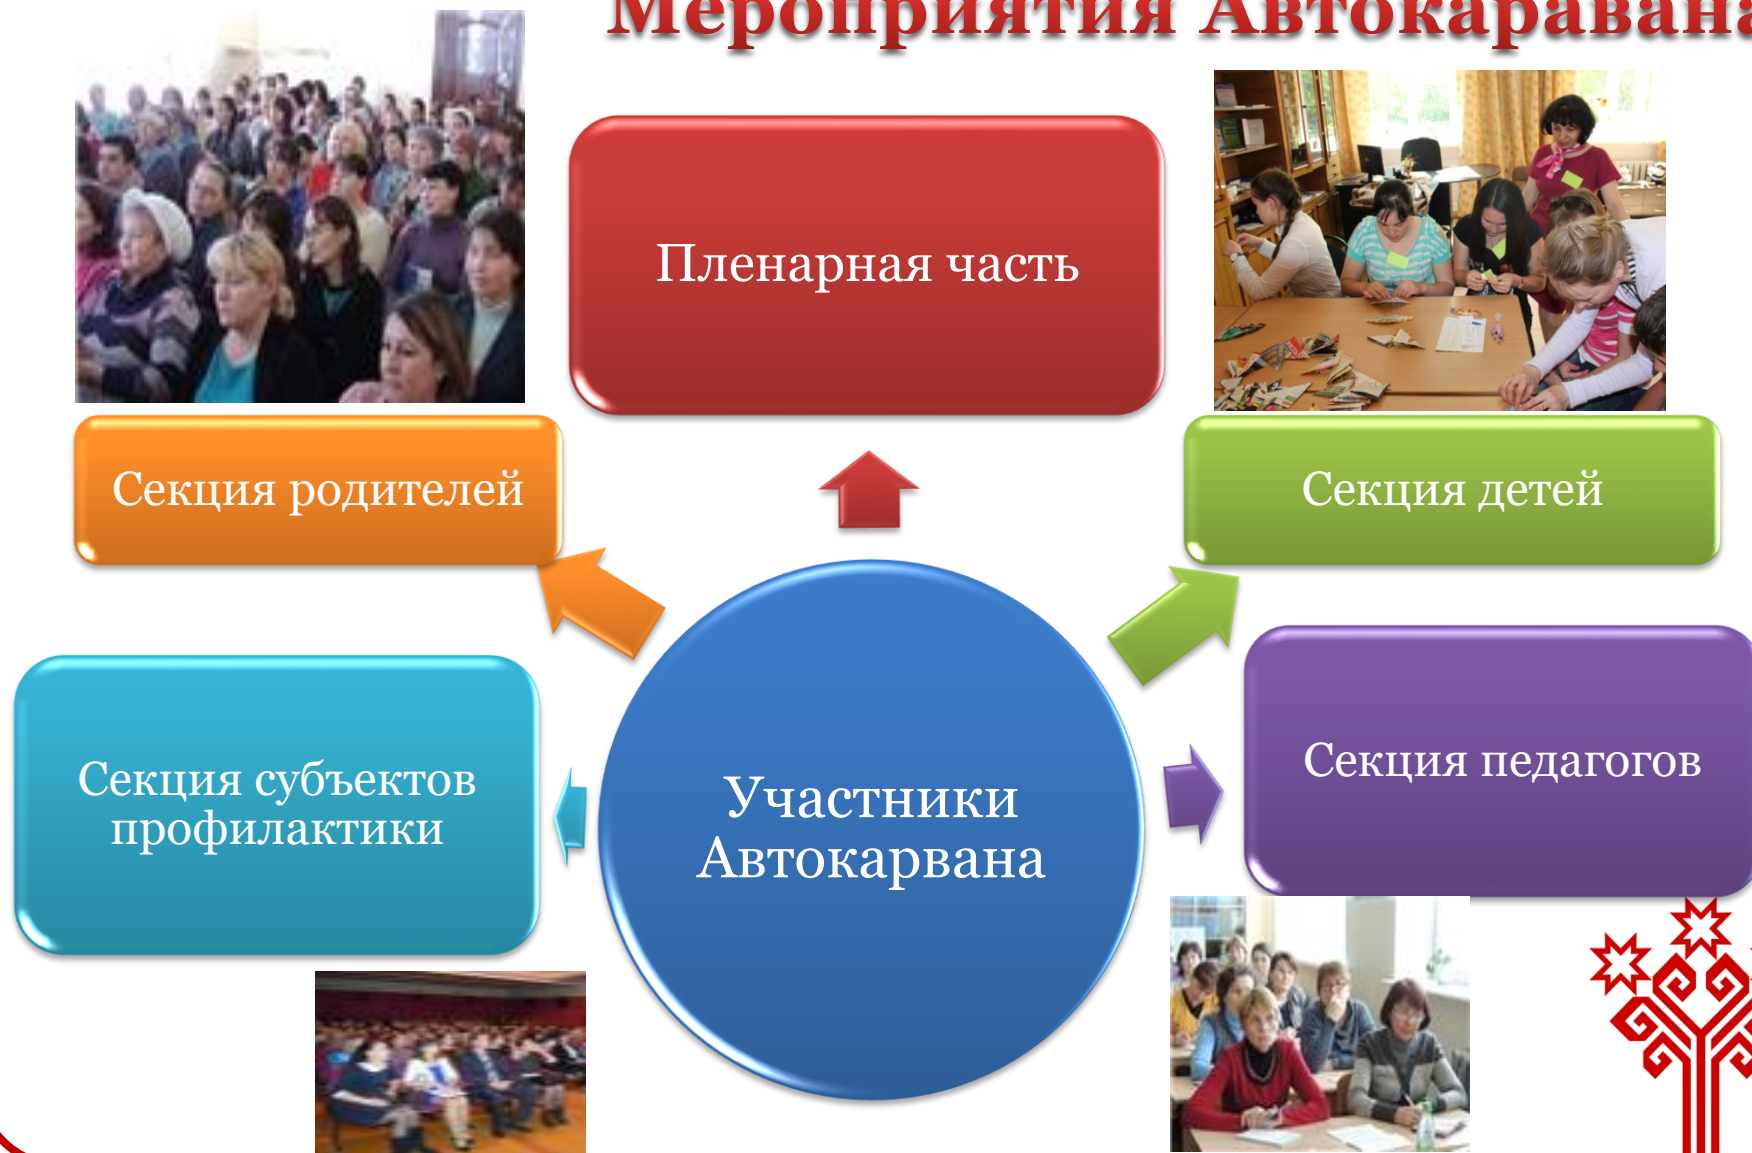 Мероприятия Автокаравана
Пленарная часть
Секция родителей
Секция детей
Секция субъектов
профилактики
Участники
Автокарвана
Секция педагогов